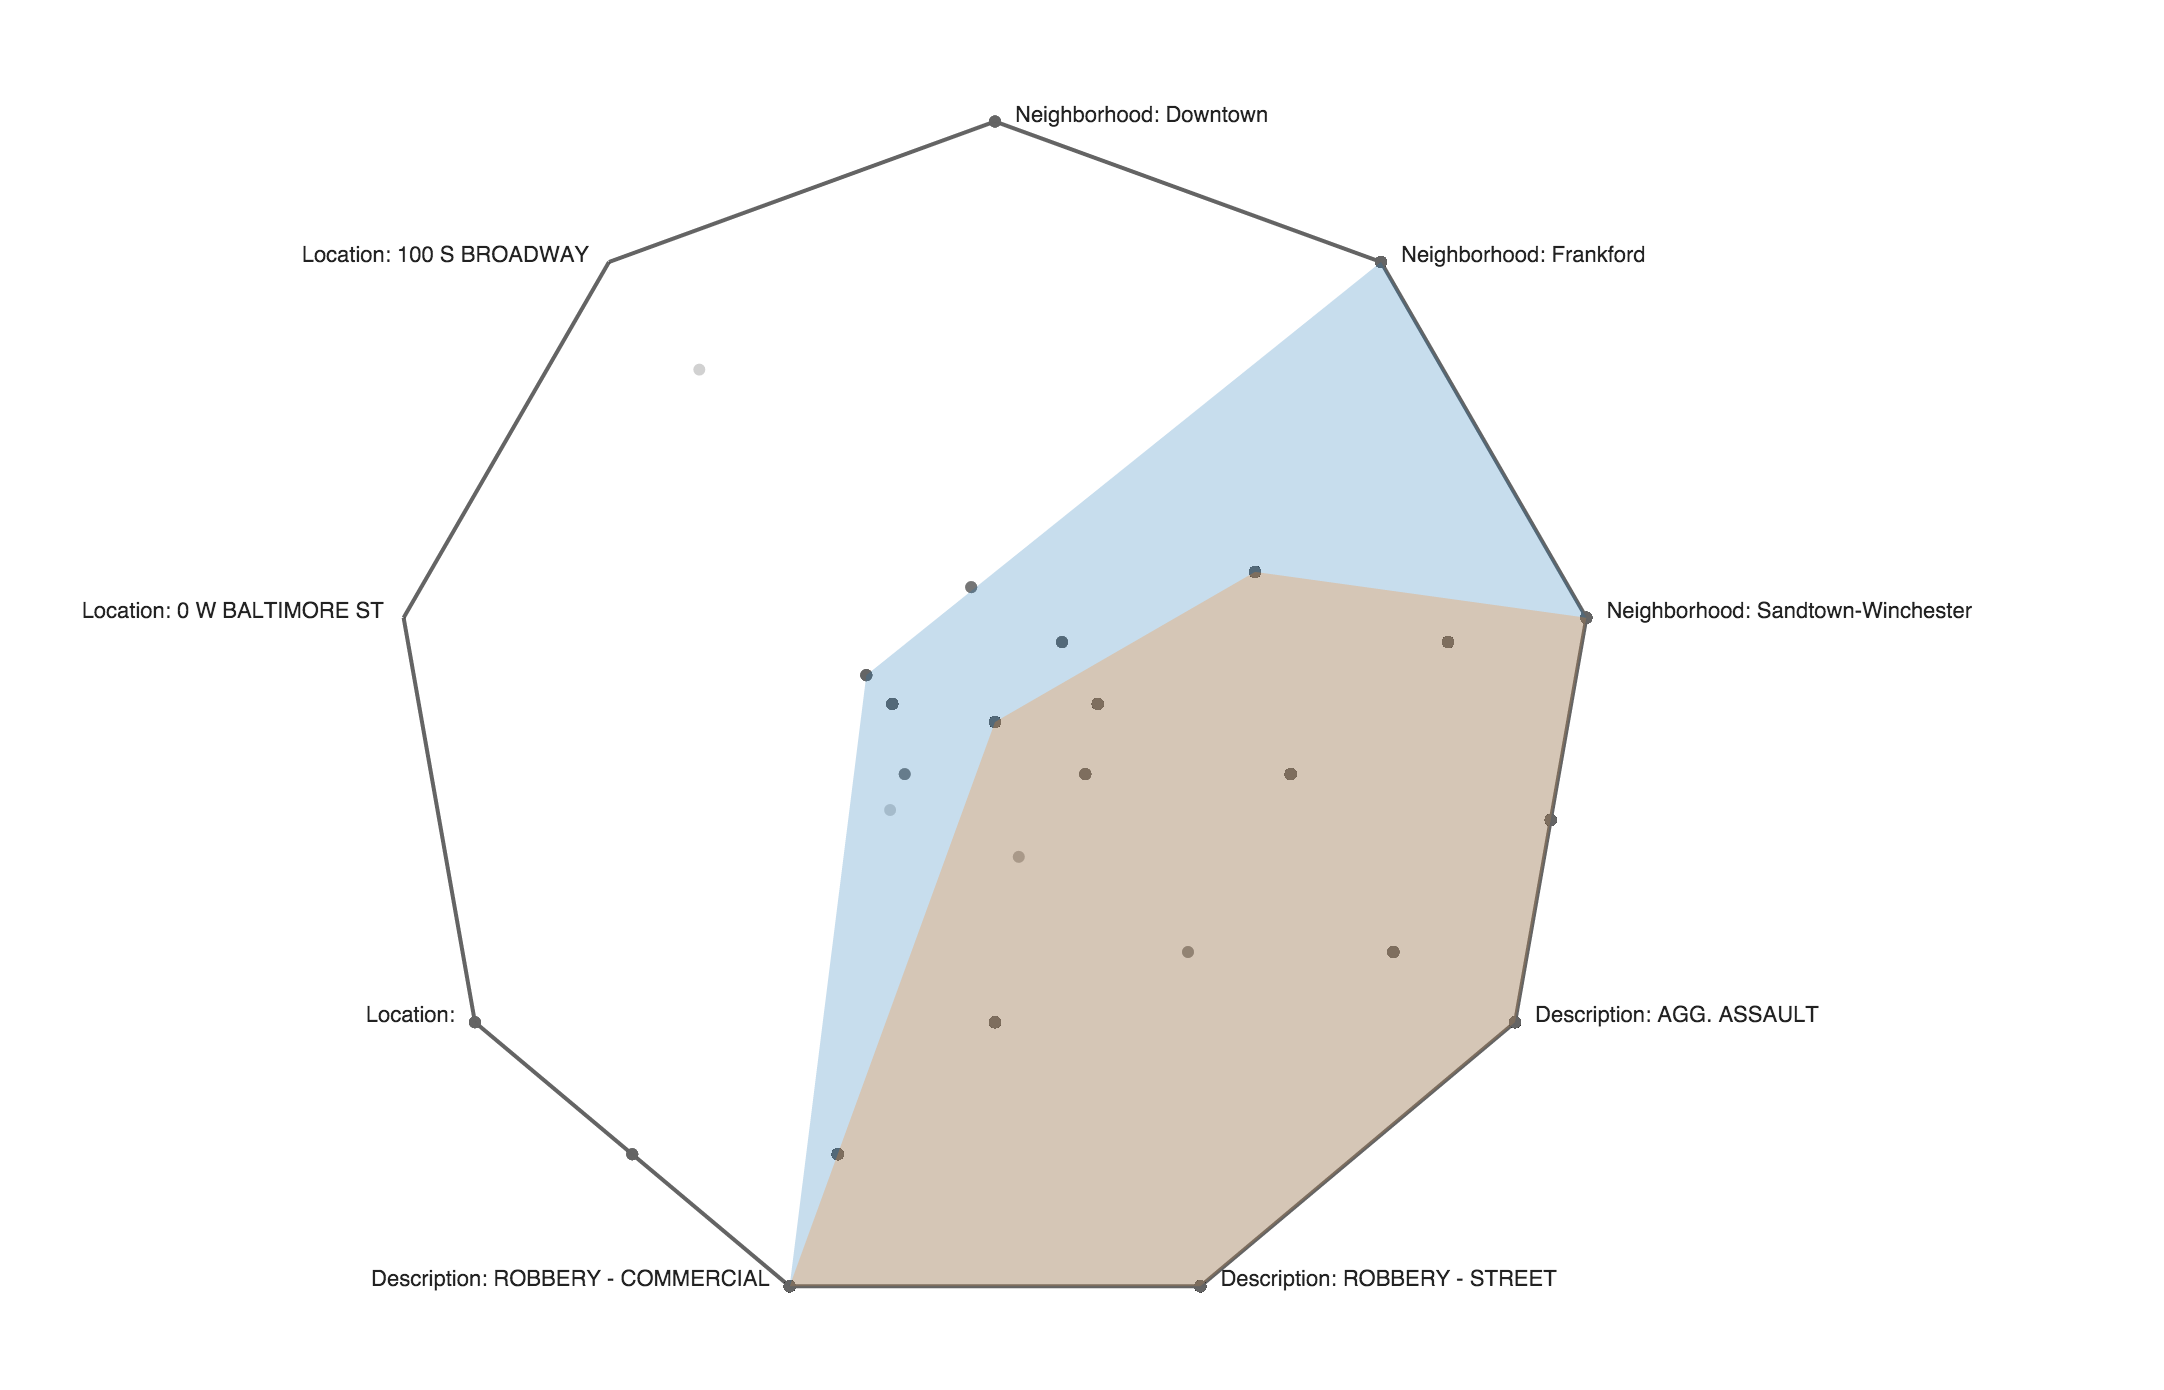 Neighborhood: Downtown
Location: 100 S BROADWAY
Neighborhood: Frankford
Location: 0 W BALTIMORE ST
Neighborhood: Sandtown-Winchester
Location:
Description: AGG. ASSAULT
Description: ROBBERY - COMMERCIAL
Description: ROBBERY - STREET